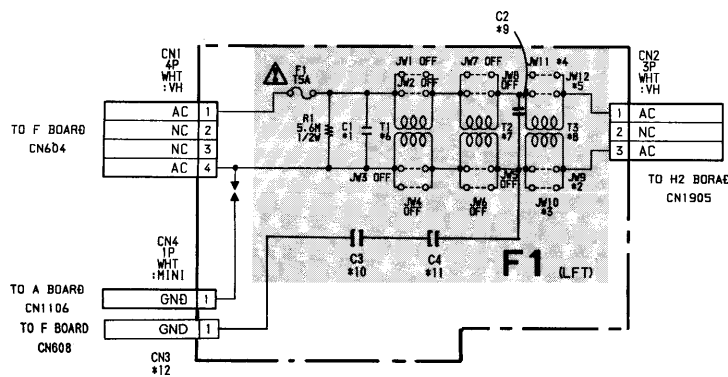 C2
*9
CN1
4P
WHT
:VH
F1
T5A
JW1 OFF
JW2 OFF
JW7 OFF
JW8
OFF
JW11 *4
JW12
*5
CN2
3P
WHT
:VH
TO F BOARD
CN604
AC 1
NC 2
NC 3
AC 4
R1
5.6M
1/2W
C1
*1
T1
*6
T2
*7
T3
*8
1 AC
2 NC
3 AC
TO H2 BORAD
CN1905
JW3 OFF
JW4
OFF
JW5
OFF
JW6
OFF
JW9
*2
JW10
*3
CN4
1P
WHT
:MINI
C3
*10
C4
*11
F1 (LFT)
TO A BOARD
CN1106
GND 1
TO F BOARD
CN608
GND 1
CN3
*12